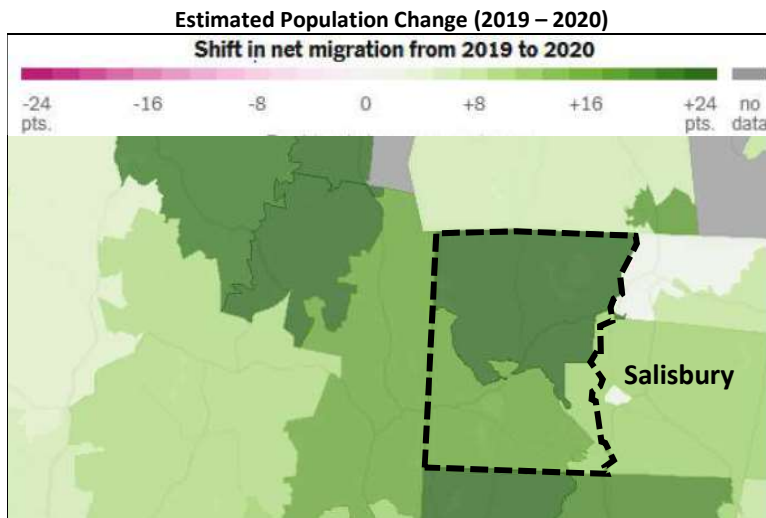 Estimated Population Change (2019 – 2020)
Shift in net migration from 2019 to 2020
-24 pts. -16 -8 0 +8 +16 +24 pts. no data
Salisbury